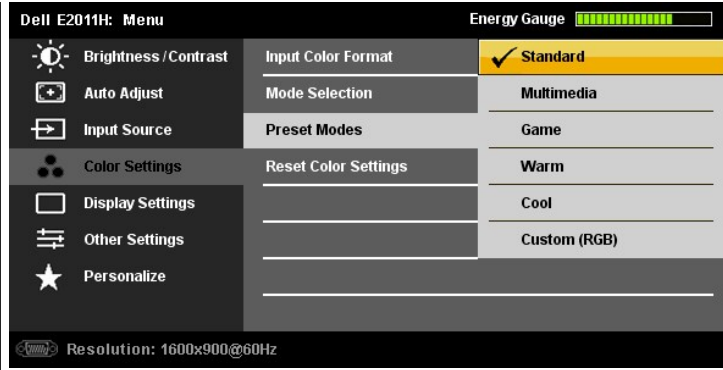 Dell E2011H: Menu
Energy Gauge
Brightness / Contrast
Auto Adjust
Input Source
Color Settings
Display Settings
Other Settings
Personalize
Input Color Format
Mode Selection
Preset Modes
Reset Color Settings
Standard
Multimedia
Game
Warm
Cool
Custom (RGB)
Resolution: 1600x900@60Hz